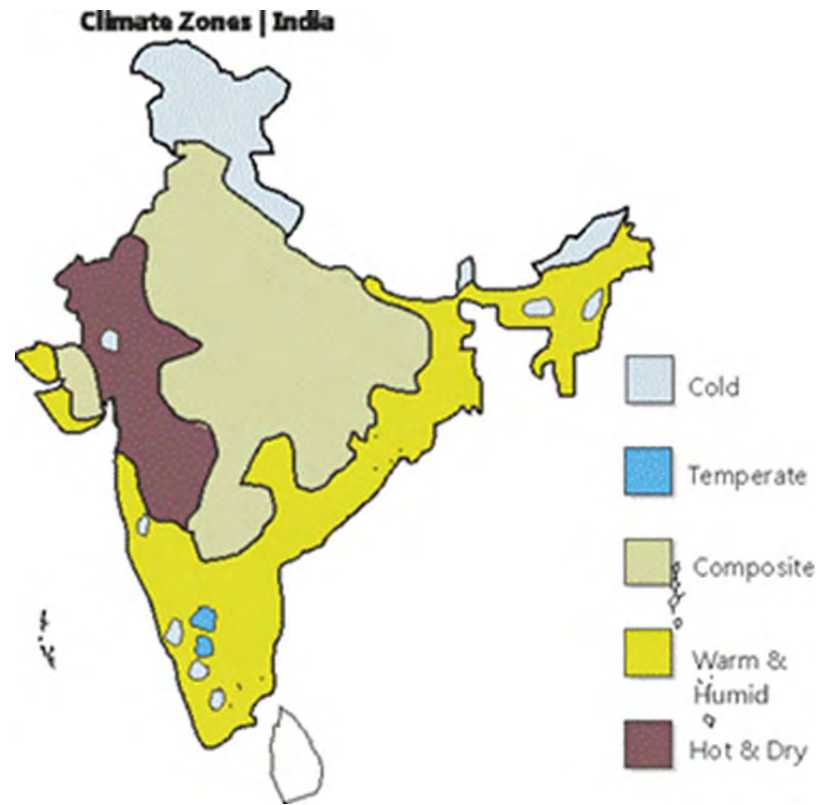 Climate Zones | India
Cold
Temperate
Composite
Warm &
Humid
Hot & Dry